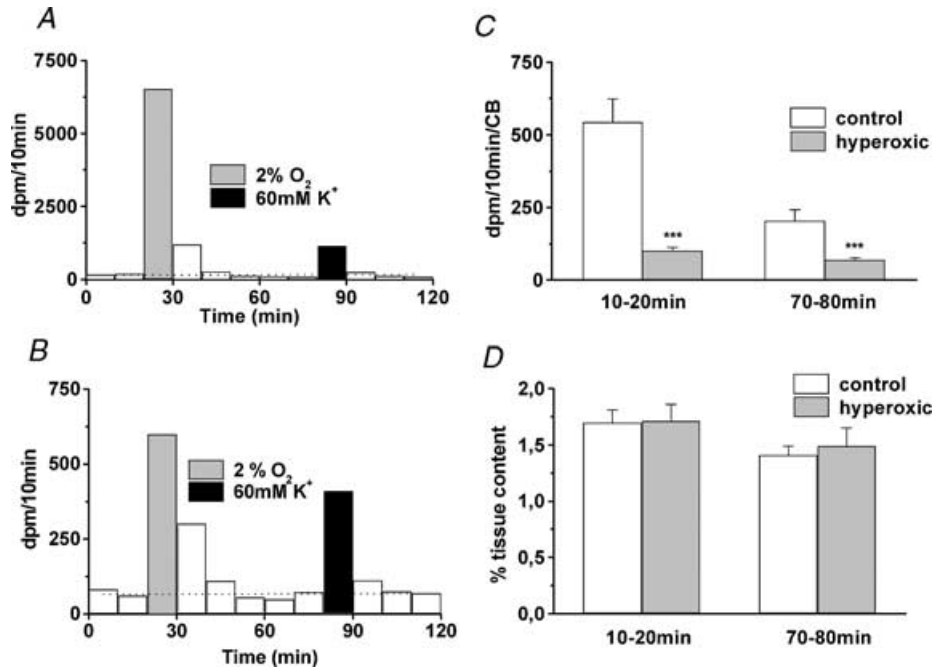 A
dpm/10min
7500
5000
2500
0
2% O₂
60mM K⁺
0 30 60 90 120
Time (min)
B
dpm/10min
750
500
250
0
2 % O₂
60mM K⁺
0 30 60 90 120
Time (min)
C
dpm/10min/CB
750
500
250
0
control
hyperoxic
***
***
10-20min 70-80min
D
% tissue content
2,0
1,5
1,0
0,5
0,0
control
hyperoxic
10-20min 70-80min